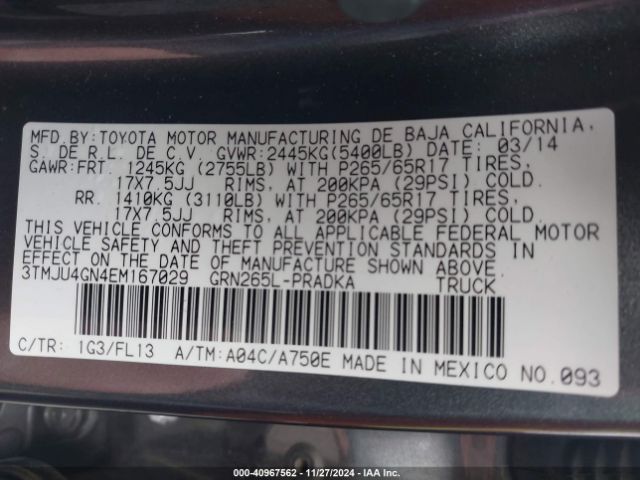 MFD.BY:TOYOTA MOTOR MANUFACTURING DE BAJA CALIFORNIA,
S. DE R.L. DE C.V. GVWR:2445KG(5400LB) DATE: 03/14
GAWR:FRT. 1245KG (2755LB) WITH P265/65R17 TIRES,
17X7.5JJ RIMS, AT 200KPA (29PSI) COLD.
RR. 1410KG (3110LB) WITH P265/65R17 TIRES,
17X7.5JJ RIMS, AT 200KPA (29PSI) COLD.
THIS VEHICLE CONFORMS TO ALL APPLICABLE FEDERAL MOTOR
VEHICLE SAFETY AND THEFT PREVENTION STANDARDS IN
EFFECT ON THE DATE OF MANUFACTURE SHOWN ABOVE.
3TMJU4GN4EM167029 GRN265L-PRADKA TRUCK
C/TR: 1G3/FL13 A/TM:A04C/A750E MADE IN MEXICO NO.093
000-40967562 | 11/27/2024 | IAA Inc.